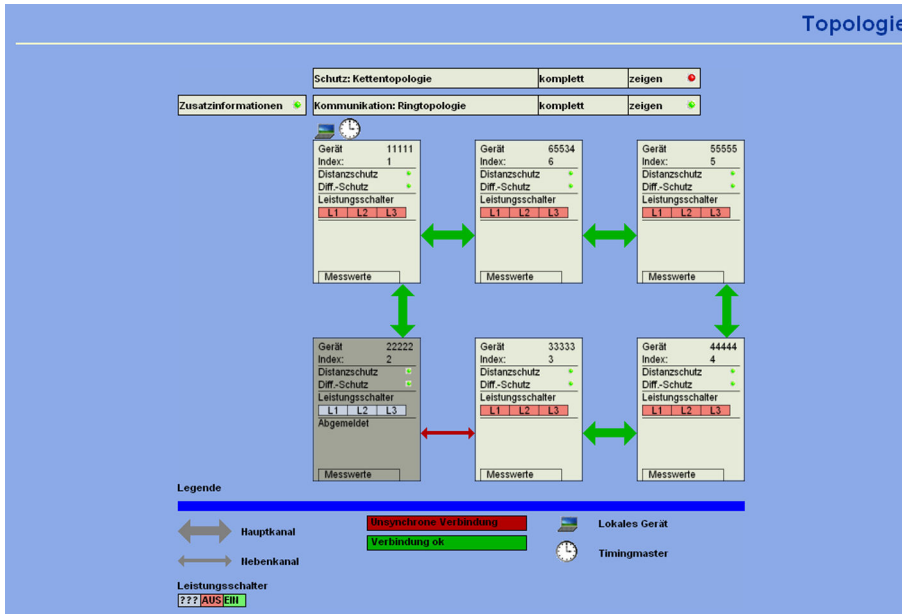 Topologie
Schutz: Kettentopologie komplett zeigen
Zusatzinformationen Kommunikation: Ringtopologie komplett zeigen
Gerät 11111
Index: 1
Distanzschutz
Diff.-Schutz
Leistungsschalter
L1 L2 L3
Messwerte
Gerät 65534
Index: 6
Distanzschutz
Diff.-Schutz
Leistungsschalter
L1 L2 L3
Messwerte
Gerät 55555
Index: 5
Distanzschutz
Diff.-Schutz
Leistungsschalter
L1 L2 L3
Messwerte
Gerät 22222
Index: 2
Distanzschutz
Diff.-Schutz
Leistungsschalter
L1 L2 L3
Abgemeldet
Messwerte
Gerät 33333
Index: 3
Distanzschutz
Diff.-Schutz
Leistungsschalter
L1 L2 L3
Messwerte
Gerät 44444
Index: 4
Distanzschutz
Diff.-Schutz
Leistungsschalter
L1 L2 L3
Messwerte
Legende
Hauptkanal
Nebenkanal
Unsynchrone Verbindung
Verbindung ok
Lokales Gerät
Timingmaster
Leistungsschalter
??? AUS EIN